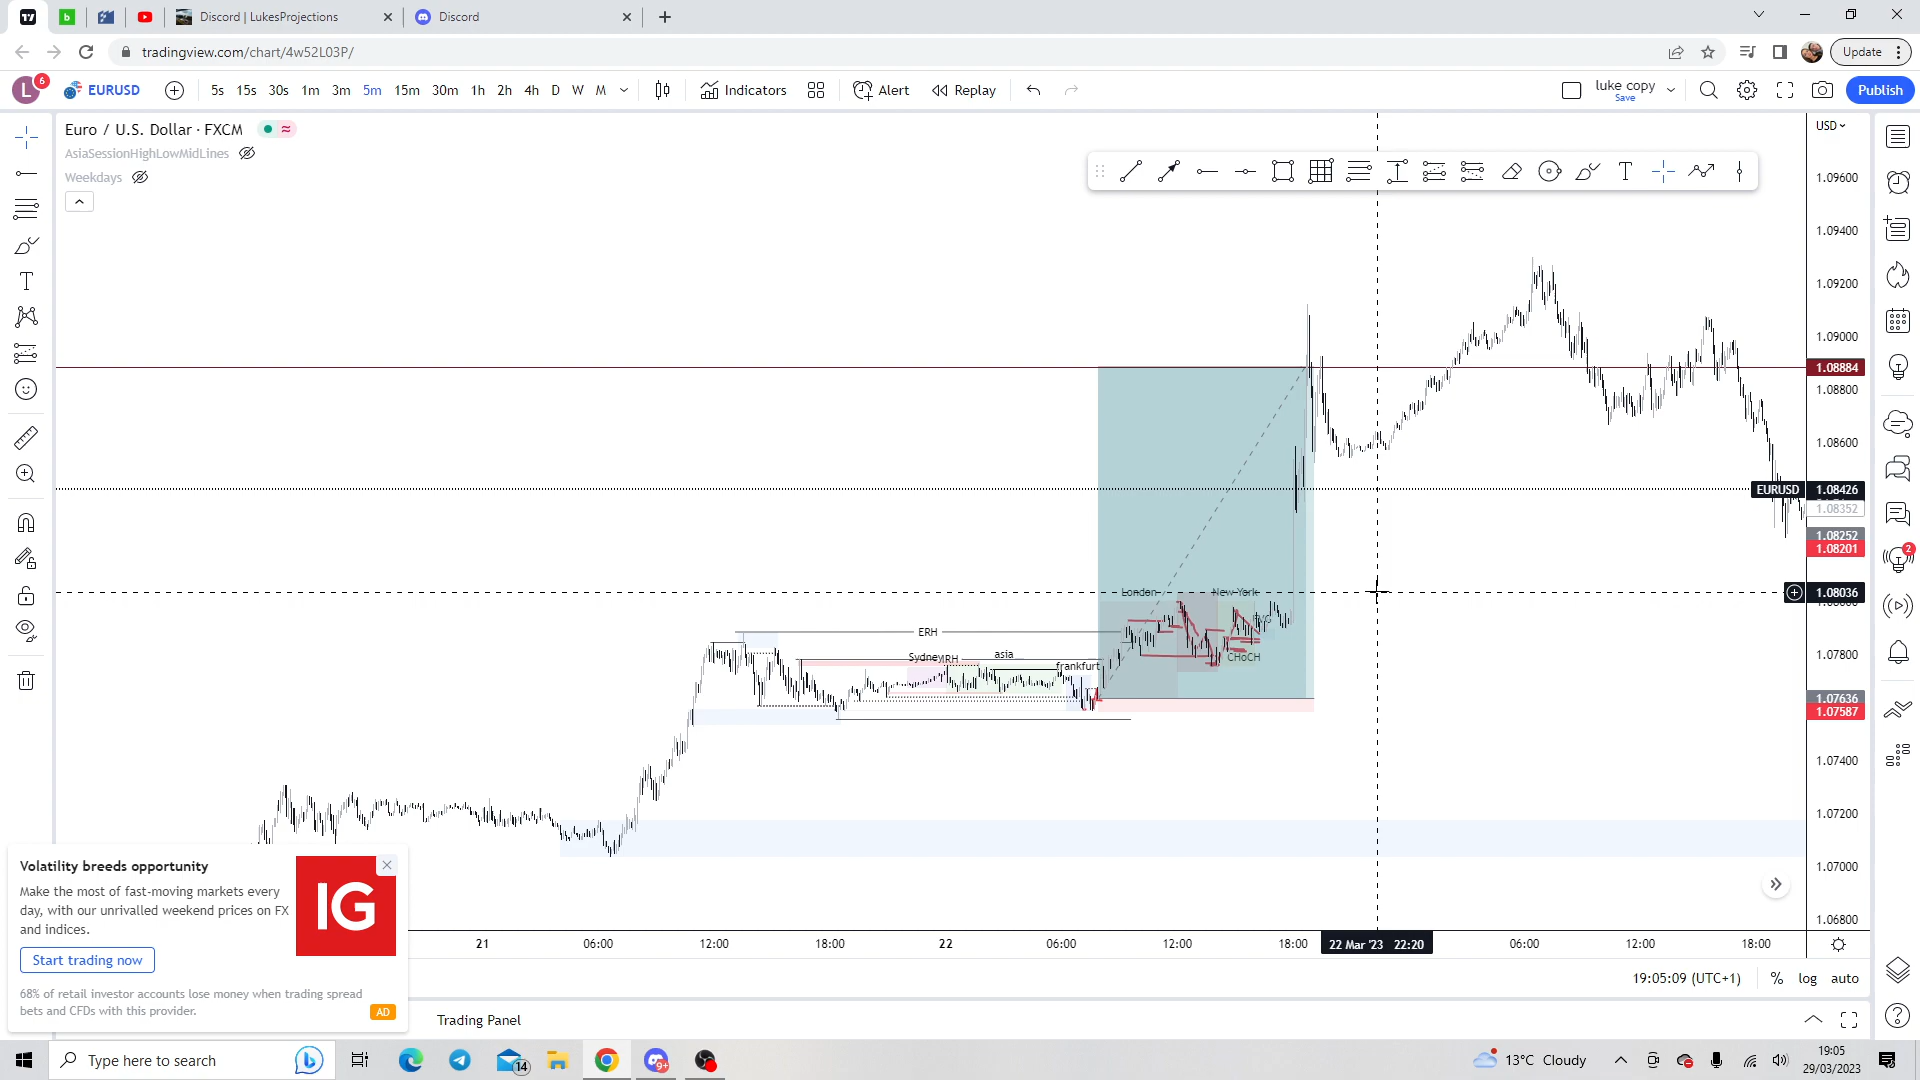 Discord | LukesProjections
Discord
tradingview.com/chart/4w52L03P/
Update
L
6
EURUSD
5s 15s 30s 1m 3m 5m 15m 30m 1h 2h 4h D W M
Indicators
Alert
Replay
luke copy
Save
Publish
Euro / U.S. Dollar · FXCM
USD
AsiaSessionHighLowMidLines
Weekdays
1.09600
1.09400
1.09200
1.09000
1.08884
1.08800
1.08600
EURUSD 1.08426
1.08352
1.08252
1.08201
2
1.08036
London
New York
ERH
Sydney
asia
frankfurt
CHoCH
1.07800
1.07636
1.07587
1.07400
1.07200
1.07000
1.06800
Volatility breeds opportunity
Make the most of fast-moving markets every
day, with our unrivalled weekend prices on FX
and indices.
IG
Start trading now
68% of retail investor accounts lose money when trading spread
bets and CFDs with this provider.
AD
21 06:00 12:00 18:00 22 06:00 12:00 18:00 22 Mar '23 22:20 06:00 12:00 18:00
19:05:09 (UTC+1) % log auto
Trading Panel
Type here to search
14
9+
13°C Cloudy
19:05
29/03/2023